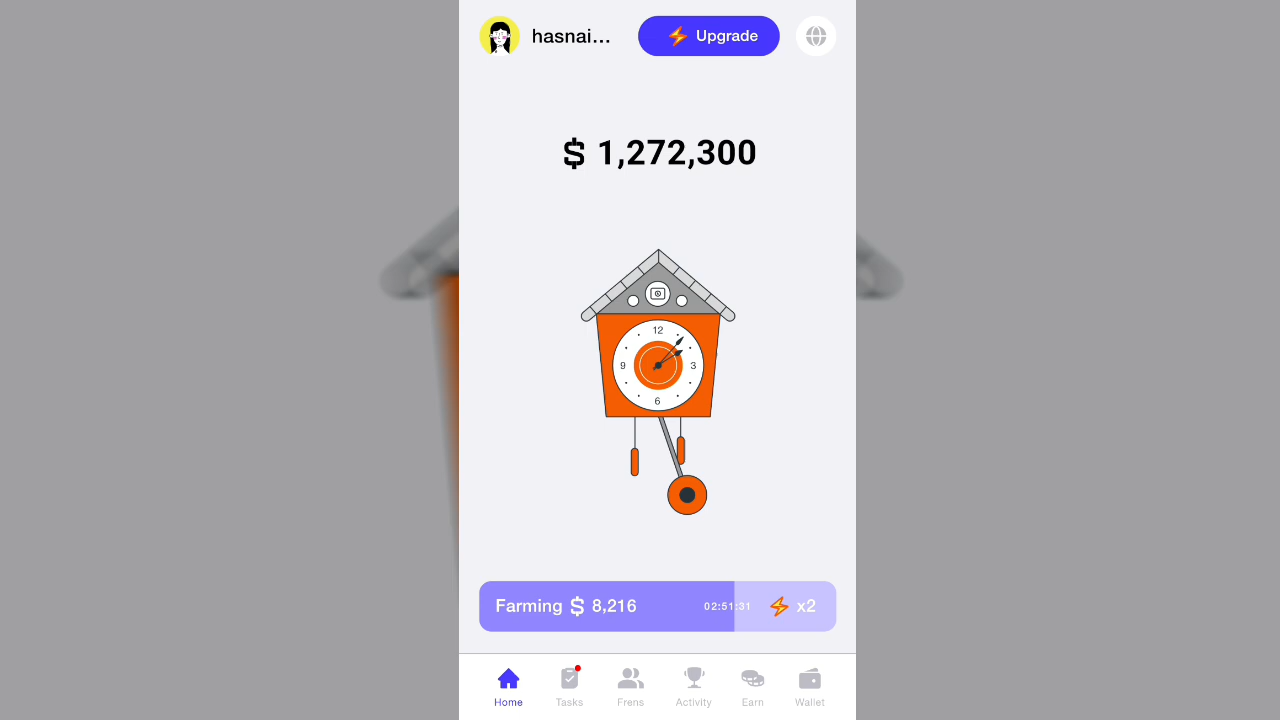 hasnai...
Upgrade
$ 1,272,300
12
9 3
6
Farming $ 8,216 02:51:31 x2
Home Tasks Frens Activity Earn Wallet